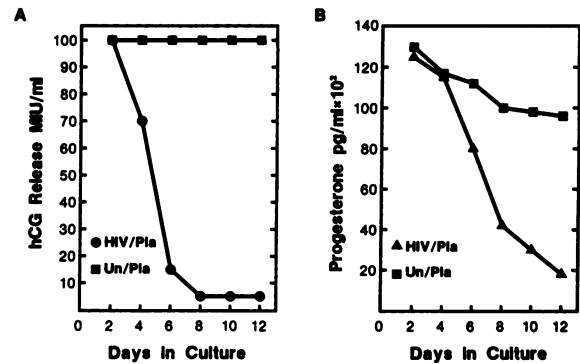 A
hCG Release MIU/ml
100
90
80
70
60
50
40
30
20
10
HIV/Pla
Un/Pla
0 2 4 6 8 10 12
Days in Culture
B
Progesterone pg/ml×10²
140
120
100
80
60
40
20
HIV/Pla
Un/Pla
0 2 4 6 8 10 12
Days in Culture